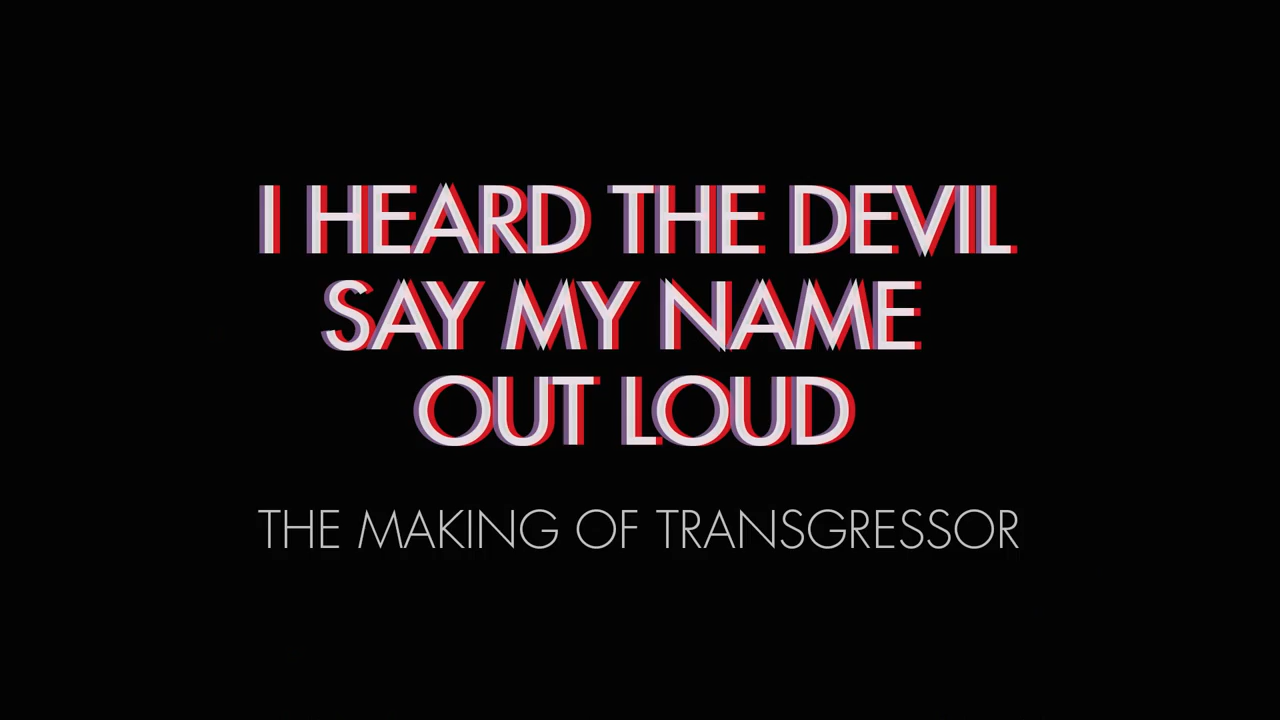 I HEARD THE DEVIL
SAY MY NAME
OUT LOUD
THE MAKING OF TRANSGRESSOR